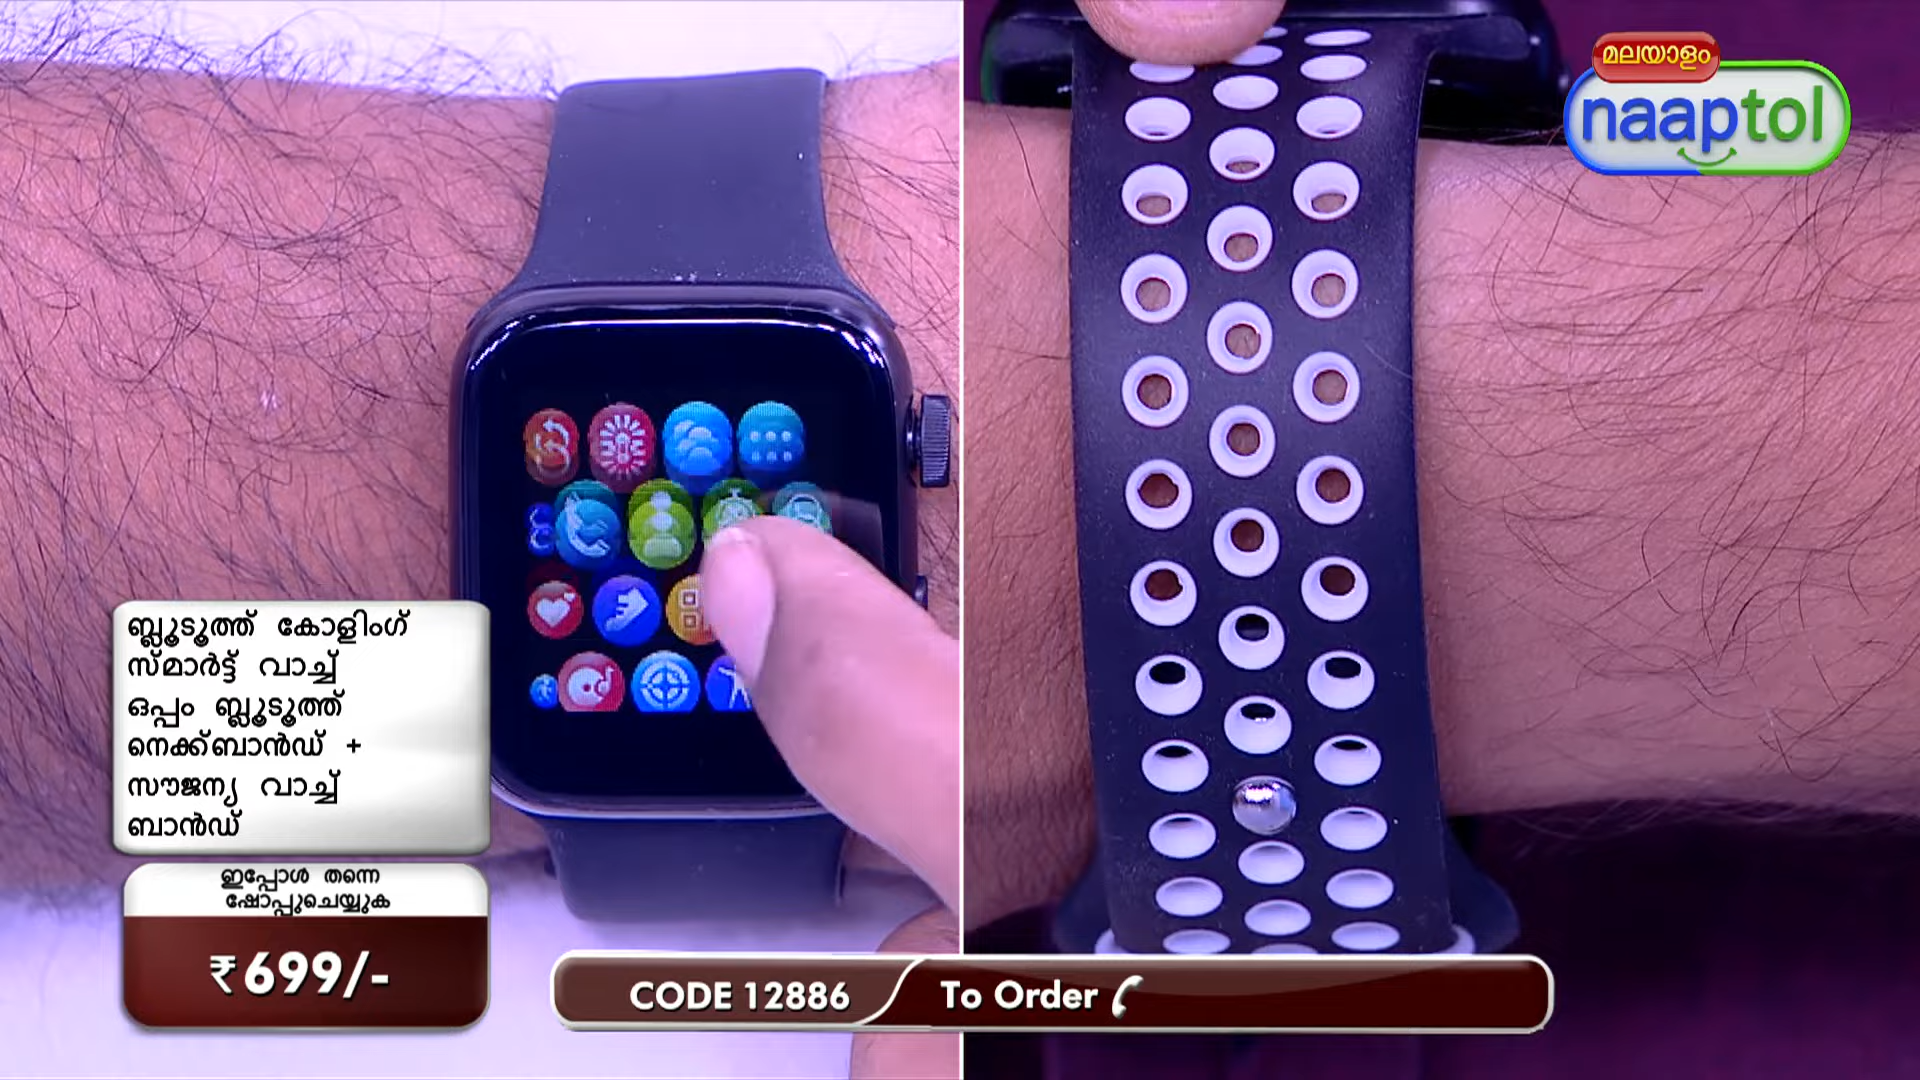 മലയാളം
naaptol
ബ്ലൂടൂത്ത് കോളിംഗ്
സ്മാർട്ട് വാച്ച്
ഒപ്പം ബ്ലൂടൂത്ത്
നെക്ക്ബാൻഡ് +
സൗജന്യ വാച്ച്
ബാൻഡ്
ഇപ്പോൾ തന്നെ
ഷോപ്പുചെയ്യുക
₹699/-
CODE 12886
To Order